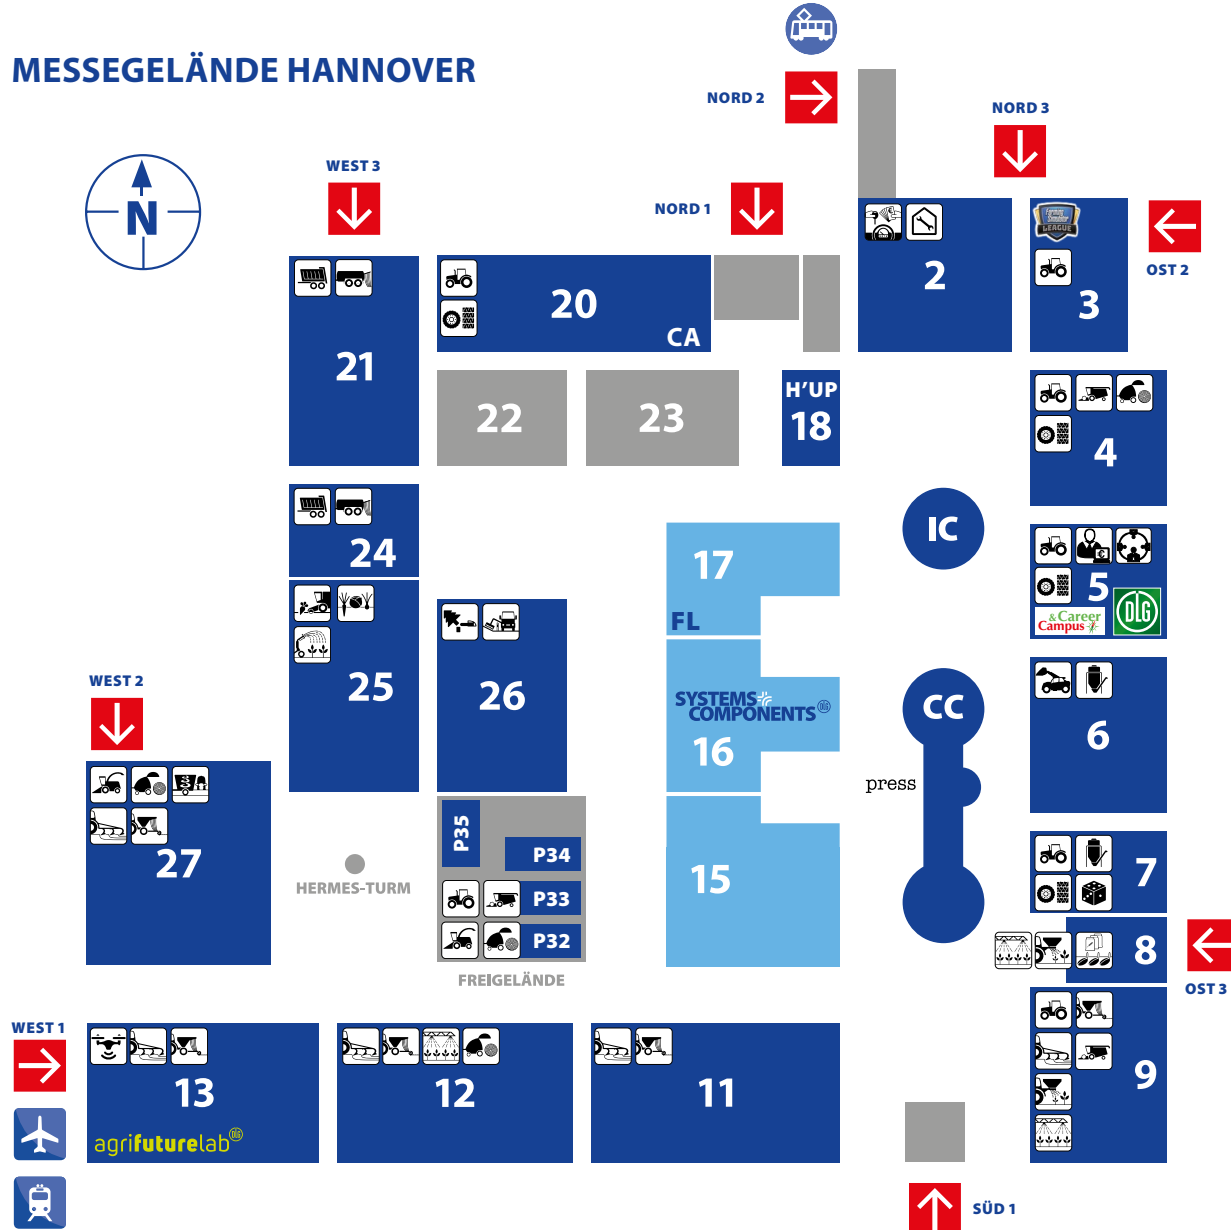 MESSEGELÄNDE HANNOVER
NORD 2
NORD 3
WEST 3
NORD 1
N
OST 2
LEAGUE
2
3
20
CA
21
22
23
H'UP
18
4
IC
17
24
FL
5
& Career
Campus
DLG
25
26
SYSTEMS
COMPONENTS
DLG
16
CC
6
WEST 2
press
P35
P34
P33
P32
27
HERMES-TURM
FREIGELÄNDE
15
7
8
OST 3
WEST 1
13
12
11
9
agrifuturelab
DLG
SÜD 1